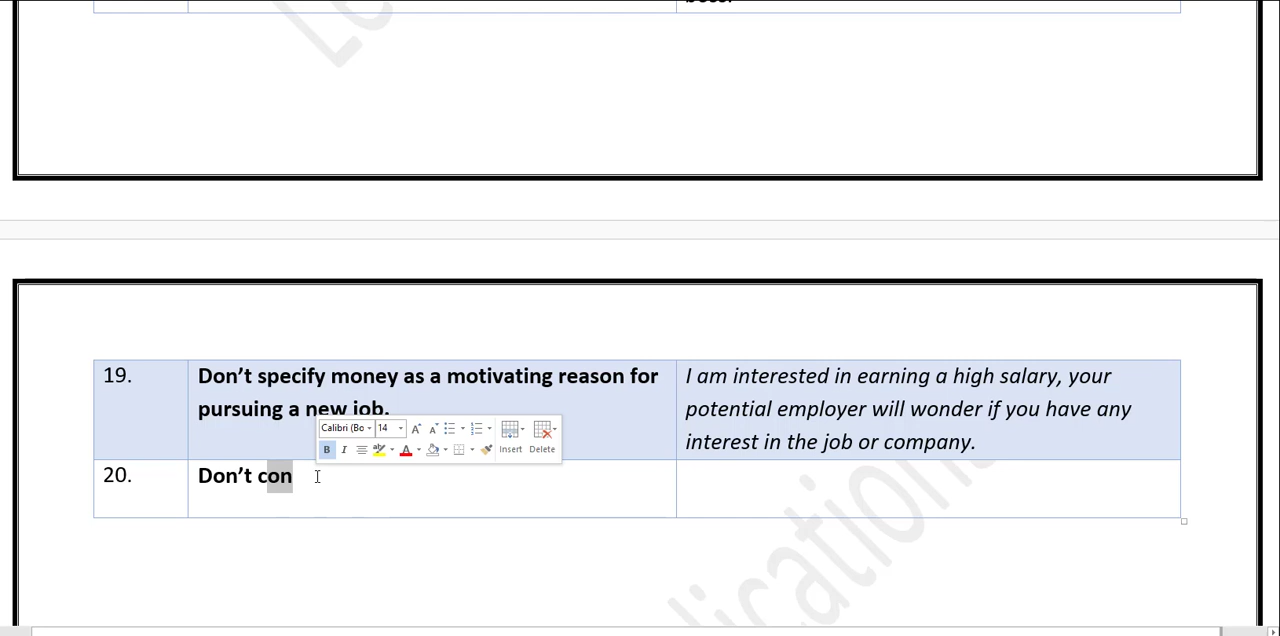 19. Don’t specify money as a motivating reason for I am interested in earning a high salary, your
pursuing a new job. potential employer will wonder if you have any
interest in the job or company.
Calibri (Bo 14
B I Insert Delete
20. Don’t con